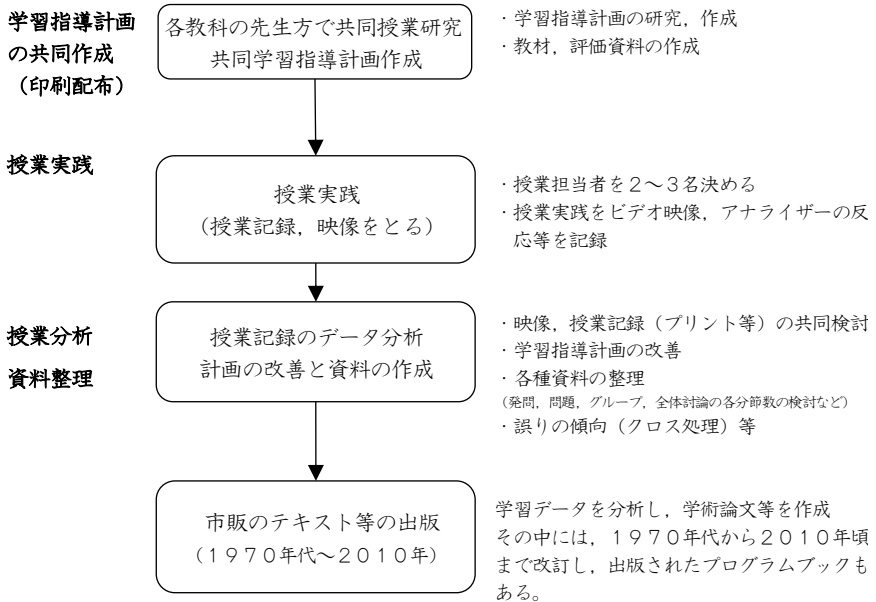 学習指導計画
の共同作成
（印刷配布）
各教科の先生方で共同授業研究
共同学習指導計画作成
・学習指導計画の研究，作成
・教材，評価資料の作成
授業実践
授業実践
（授業記録，映像をとる）
・授業担当者を２～３名決める
・授業実践をビデオ映像，アナライザーの反
応等を記録
授業分析
資料整理
授業記録のデータ分析
計画の改善と資料の作成
・映像，授業記録（プリント等）の共同検討
・学習指導計画の改善
・各種資料の整理
（発問，問題，グループ，全体討論の各分節数の検討など）
・誤りの傾向（クロス処理）等
市販のテキスト等の出版
（１９７０年代～２０１０年）
学習データを分析し，学術論文等を作成
その中には，１９７０年代から２０１０年頃
まで改訂し，出版されたプログラムブックも
ある。